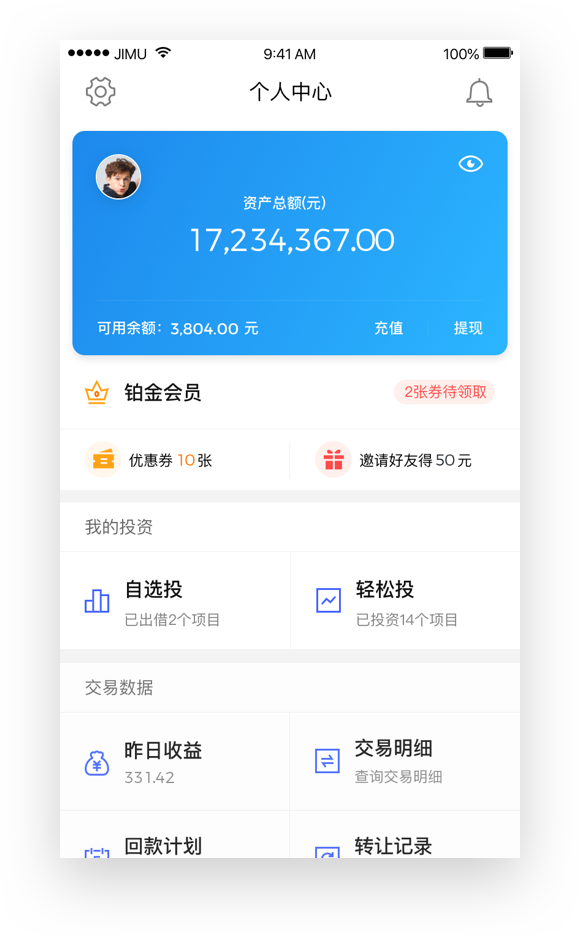 JIMU 9:41 AM 100%
个人中心
资产总额(元)
17,234,367.00
可用余额：3,804.00 元 充值 提现
铂金会员 2张券待领取
优惠券 10张 邀请好友得50元
我的投资
自选投 轻松投
已出借2个项目 已投资14个项目
交易数据
昨日收益 交易明细
331.42 查询交易明细
回款计划 转让记录